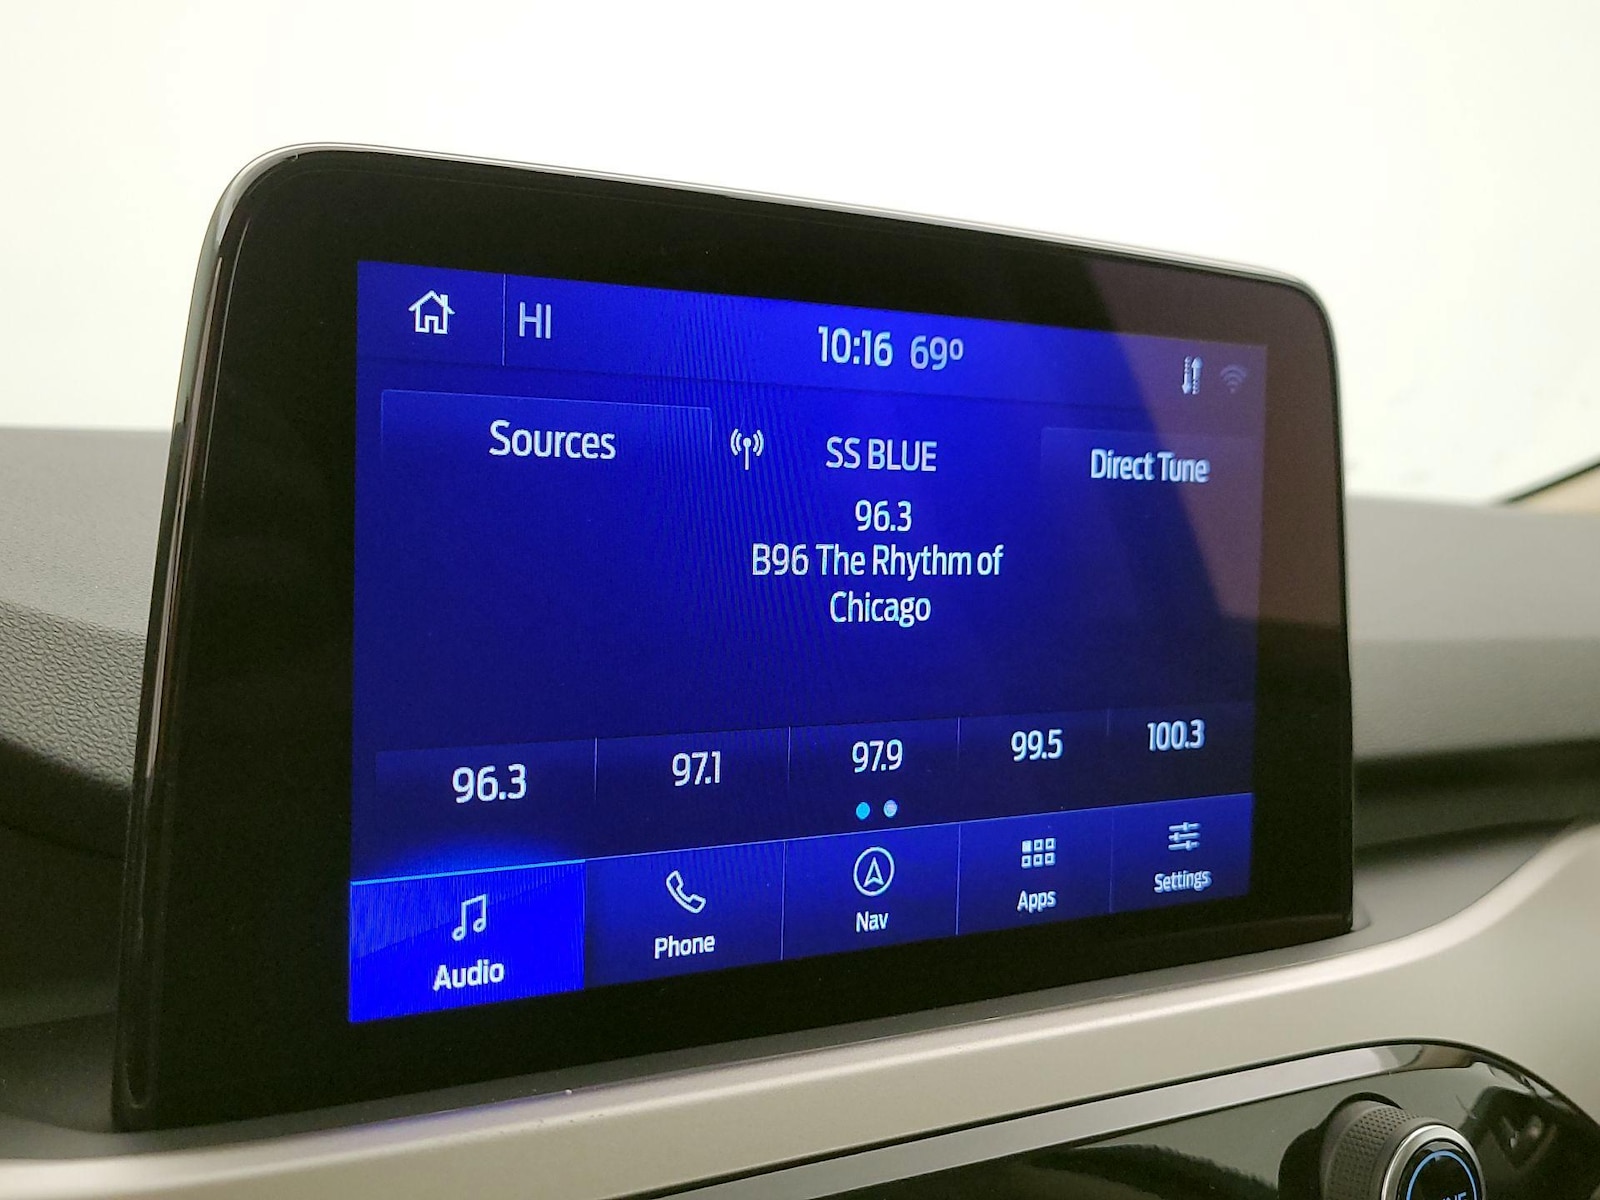 HI
10:16 69°
Sources
SS BLUE
Direct Tune
96.3
B96 The Rhythm of
Chicago
96.3
97.1
97.9
99.5
100.3
Audio
Phone
Nav
Apps
Settings